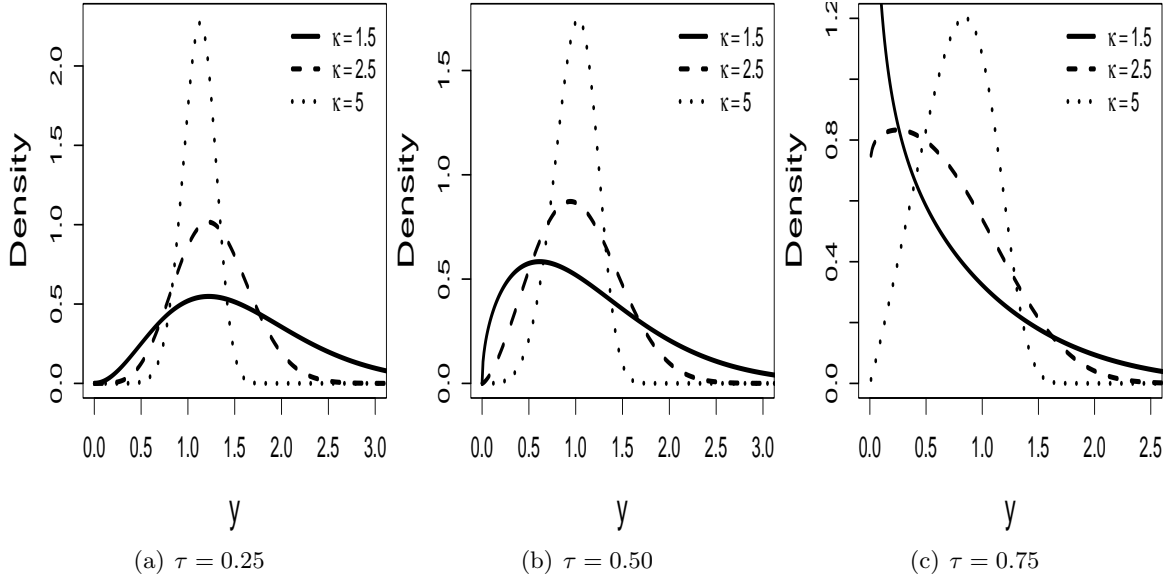 Density
0.0 0.5 1.0 1.5 2.0
κ = 1.5
κ = 2.5
κ = 5
0.0 0.5 1.0 1.5 2.0 2.5 3.0
y
(a) τ = 0.25
Density
0.0 0.5 1.0 1.5
κ = 1.5
κ = 2.5
κ = 5
0.0 0.5 1.0 1.5 2.0 2.5 3.0
y
(b) τ = 0.50
Density
0.0 0.4 0.8 1.2
κ = 1.5
κ = 2.5
κ = 5
0.0 0.5 1.0 1.5 2.0 2.5
y
(c) τ = 0.75